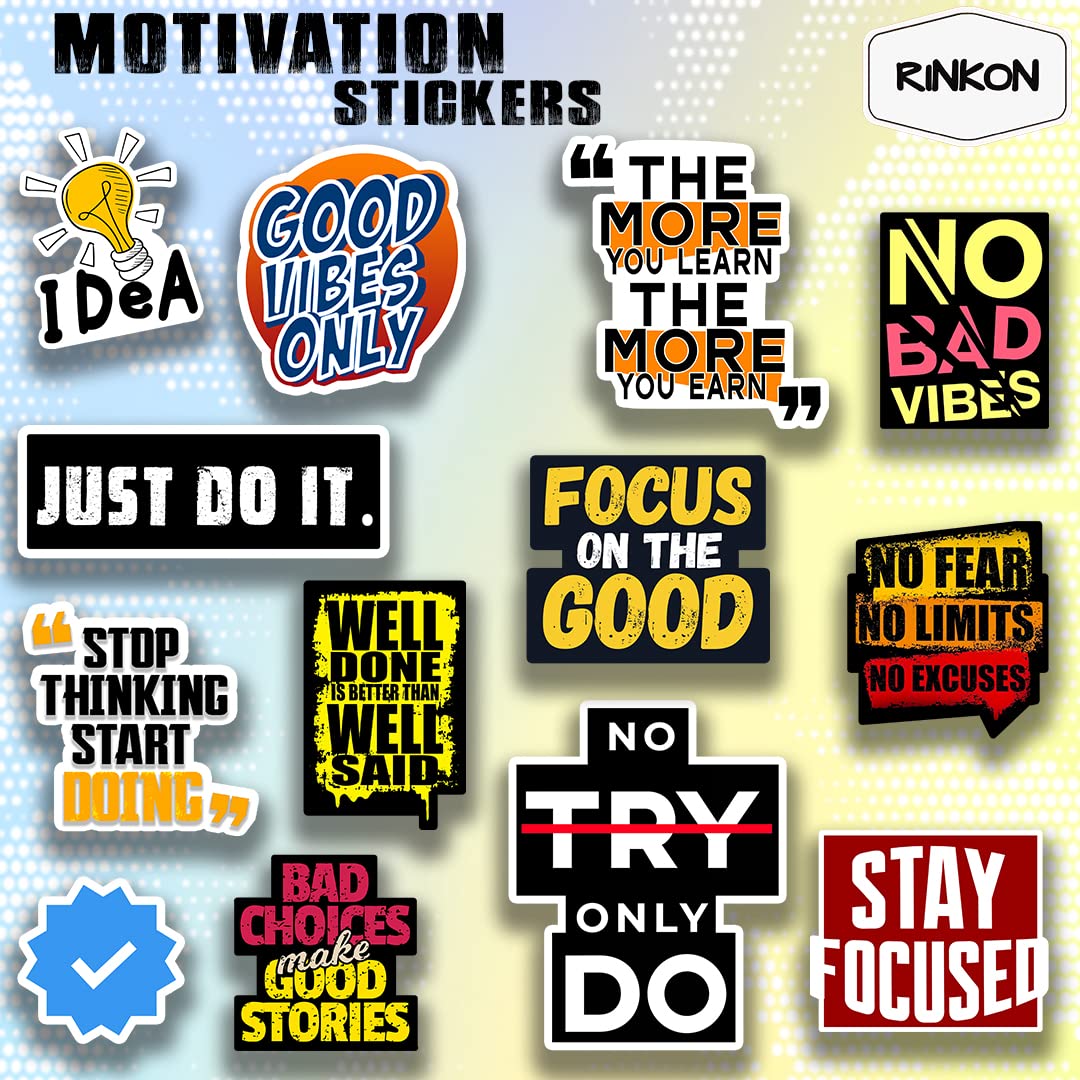 MOTIVATION
STICKERS
RINKON
IDeA
GOOD
VIBES
ONLY
“ THE
MORE
YOU LEARN
THE
MORE
YOU EARN ”
NO
BAD
VIBES
JUST DO IT.
FOCUS
ON THE
GOOD
NO FEAR
NO LIMITS
NO EXCUSES
“ STOP
THINKING
START
DOING ”
WELL
DONE
IS BETTER THAN
WELL
SAID
NO
TRY
ONLY
DO
STAY
FOCUSED
BAD
CHOICES
make
GOOD
STORIES